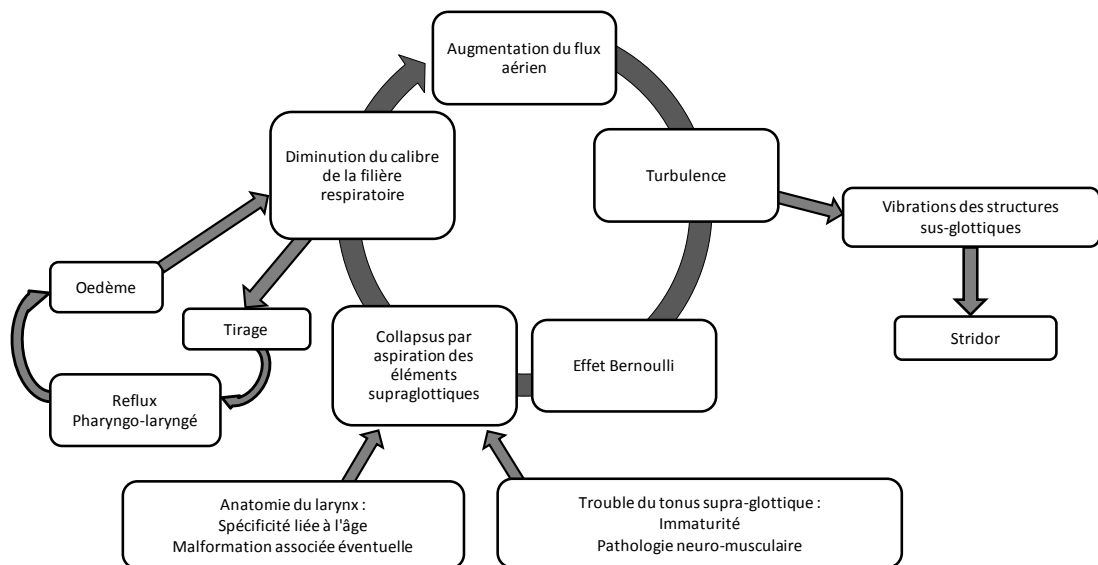 Augmentation du flux
aérien
Diminution du calibre
de la filière
respiratoire
Turbulence
Vibrations des structures
sus-glottiques
Oedème
Tirage
Collapsus par
aspiration des
éléments
supraglottiques
Effet Bernoulli
Stridor
Reflux
Pharyngo-laryngé
Anatomie du larynx :
Spécificité liée à l'âge
Malformation associée éventuelle
Trouble du tonus supra-glottique :
Immaturité
Pathologie neuro-musculaire